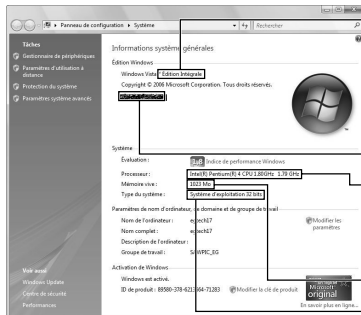 Panneau de configuration ▸ Système
Rechercher
Tâches
Gestionnaire de périphériques
Paramètres d'utilisation à
distance
Protection du système
Paramètres système avancés
Informations système générales
Édition Windows
Windows Vista™ Édition Intégrale
Copyright © 2006 Microsoft Corporation. Tous droits réservés.
Système
Évaluation :
Indice de performance Windows
Processeur : Intel(R) Pentium(R) 4 CPU 1.80GHz 1.79 GHz
Mémoire vive : 1023 Mo
Type du système : Système d'exploitation 32 bits
Paramètres de nom d'ordinateur, de domaine et de groupe de travail
Nom de l'ordinateur :
Modifier les
paramètres
Nom complet :
Description de l'ordinateur :
Groupe de travail :
Activation de Windows
Windows est activé.
ID de produit :
Modifier la clé de produit
Microsoft
original
En savoir plus en ligne...
Voir aussi
Windows Update
Centre de sécurité
Performances